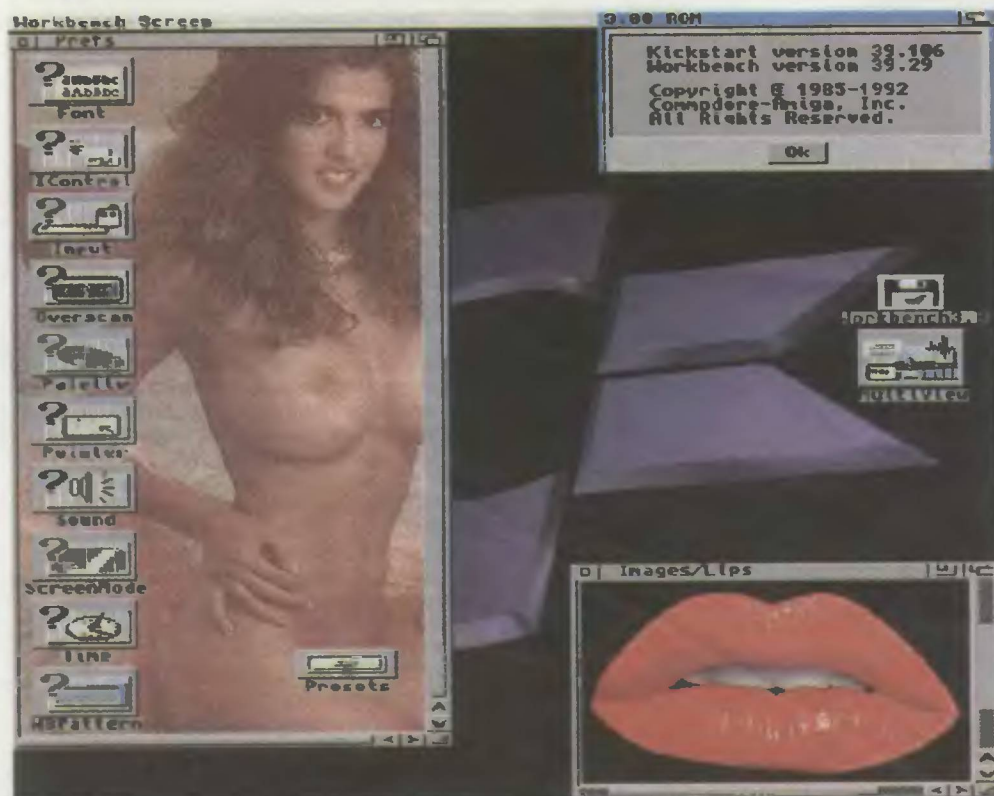 Workbench Screen
Prefs
Font
IControl
Input
Overscan
Palette
Pointer
Sound
ScreenMode
Time
WBPattern
Presets
3.00 ROM
Kickstart version 39.106
Workbench version 39.29
Copyright © 1985-1992
Commodore-Amiga, Inc.
All Rights Reserved.
Ok
Workbench3.0
MultiView
Images/Lips